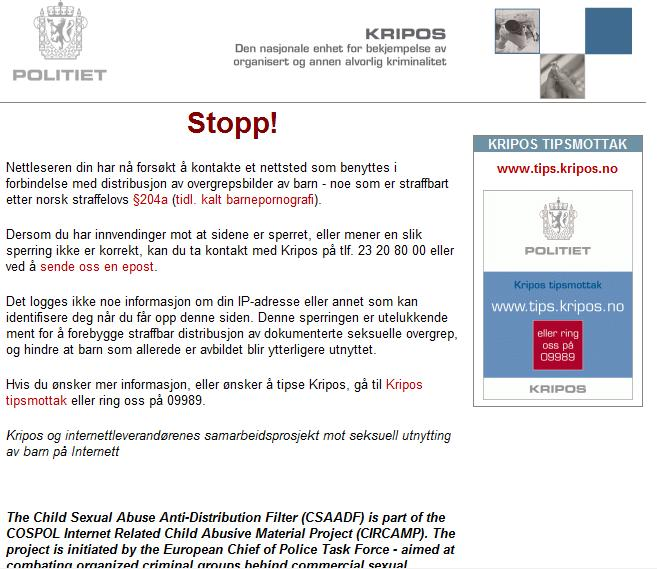 POLITIET
KRIPOS
Den nasjonale enhet for bekjempelse av
organisert og annen alvorlig kriminalitet
Stopp!
Nettleseren din har nå forsøkt å kontakte et nettsted som benyttes i
forbindelse med distribusjon av overgrepsbilder av barn - noe som er straffbart
etter norsk straffelovs §204a (tidl. kalt barnepornografi).
Dersom du har innvendinger mot at sidene er sperret, eller mener en slik
sperring ikke er korrekt, kan du ta kontakt med Kripos på tlf. 23 20 80 00 eller
ved å sende oss en epost.
Det logges ikke noe informasjon om din IP-adresse eller annet som kan
identifisere deg når du får opp denne siden. Denne sperringen er utelukkende
ment for å forebygge straffbar distribusjon av dokumenterte seksuelle overgrep,
og hindre at barn som allerede er avbildet blir ytterligere utnyttet.
Hvis du ønsker mer informasjon, eller ønsker å tipse Kripos, gå til Kripos
tipsmottak eller ring oss på 09989.
Kripos og internettleverandørenes samarbeidsprosjekt mot seksuell utnytting
av barn på Internett
The Child Sexual Abuse Anti-Distribution Filter (CSAADF) is part of the
COSPOL Internet Related Child Abusive Material Project (CIRCAMP). The
project is initiated by the European Chief of Police Task Force - aimed at
combating organized criminal groups behind commercial sexual
KRIPOS TIPSMOTTAK
www.tips.kripos.no
POLITIET
Kripos tipsmottak
www.tips.kripos.no
eller ring
oss på
09989
KRIPOS